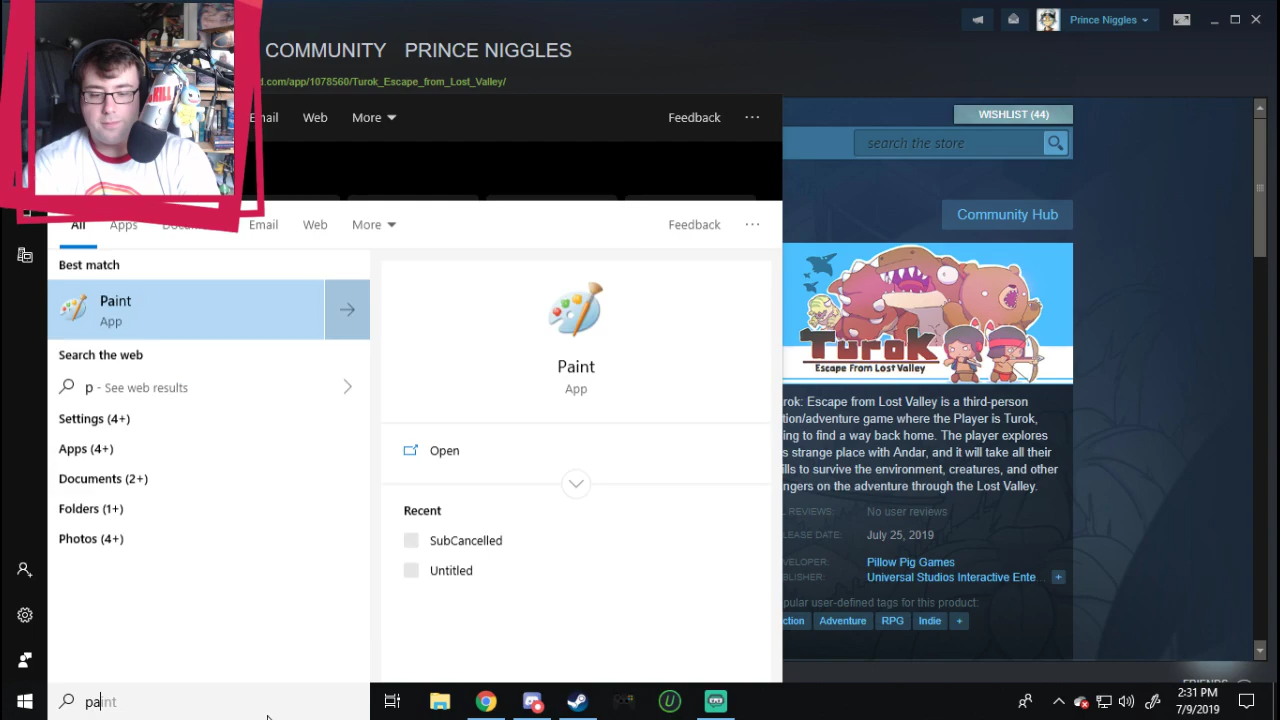 COMMUNITY PRINCE NIGGLES
Prince Niggles
d.com/app/1078560/Turok_Escape_from_Lost_Valley/
Email Web More Feedback ...
WISHLIST (44)
search the store
Community Hub
All Apps Email Web More Feedback ...
Best match
Paint
App
Search the web
p - See web results
Settings (4+)
Apps (4+)
Documents (2+)
Folders (1+)
Photos (4+)
Paint
App
Open
Recent
SubCancelled
Untitled
TUROK
Escape From Lost Valley
rok: Escape from Lost Valley is a third-person
tion/adventure game where the Player is Turok,
ing to find a way back home. The player explores
s strange place with Andar, and it will take all their
ills to survive the environment, creatures, and other
ngers on the adventure through the Lost Valley.
REVIEWS: No user reviews
LEASE DATE: July 25, 2019
DEVELOPER: Pillow Pig Games
BLISHER: Universal Studios Interactive Ente... +
pular user-defined tags for this product:
ction Adventure RPG Indie +
paint
2:31 PM
7/9/2019